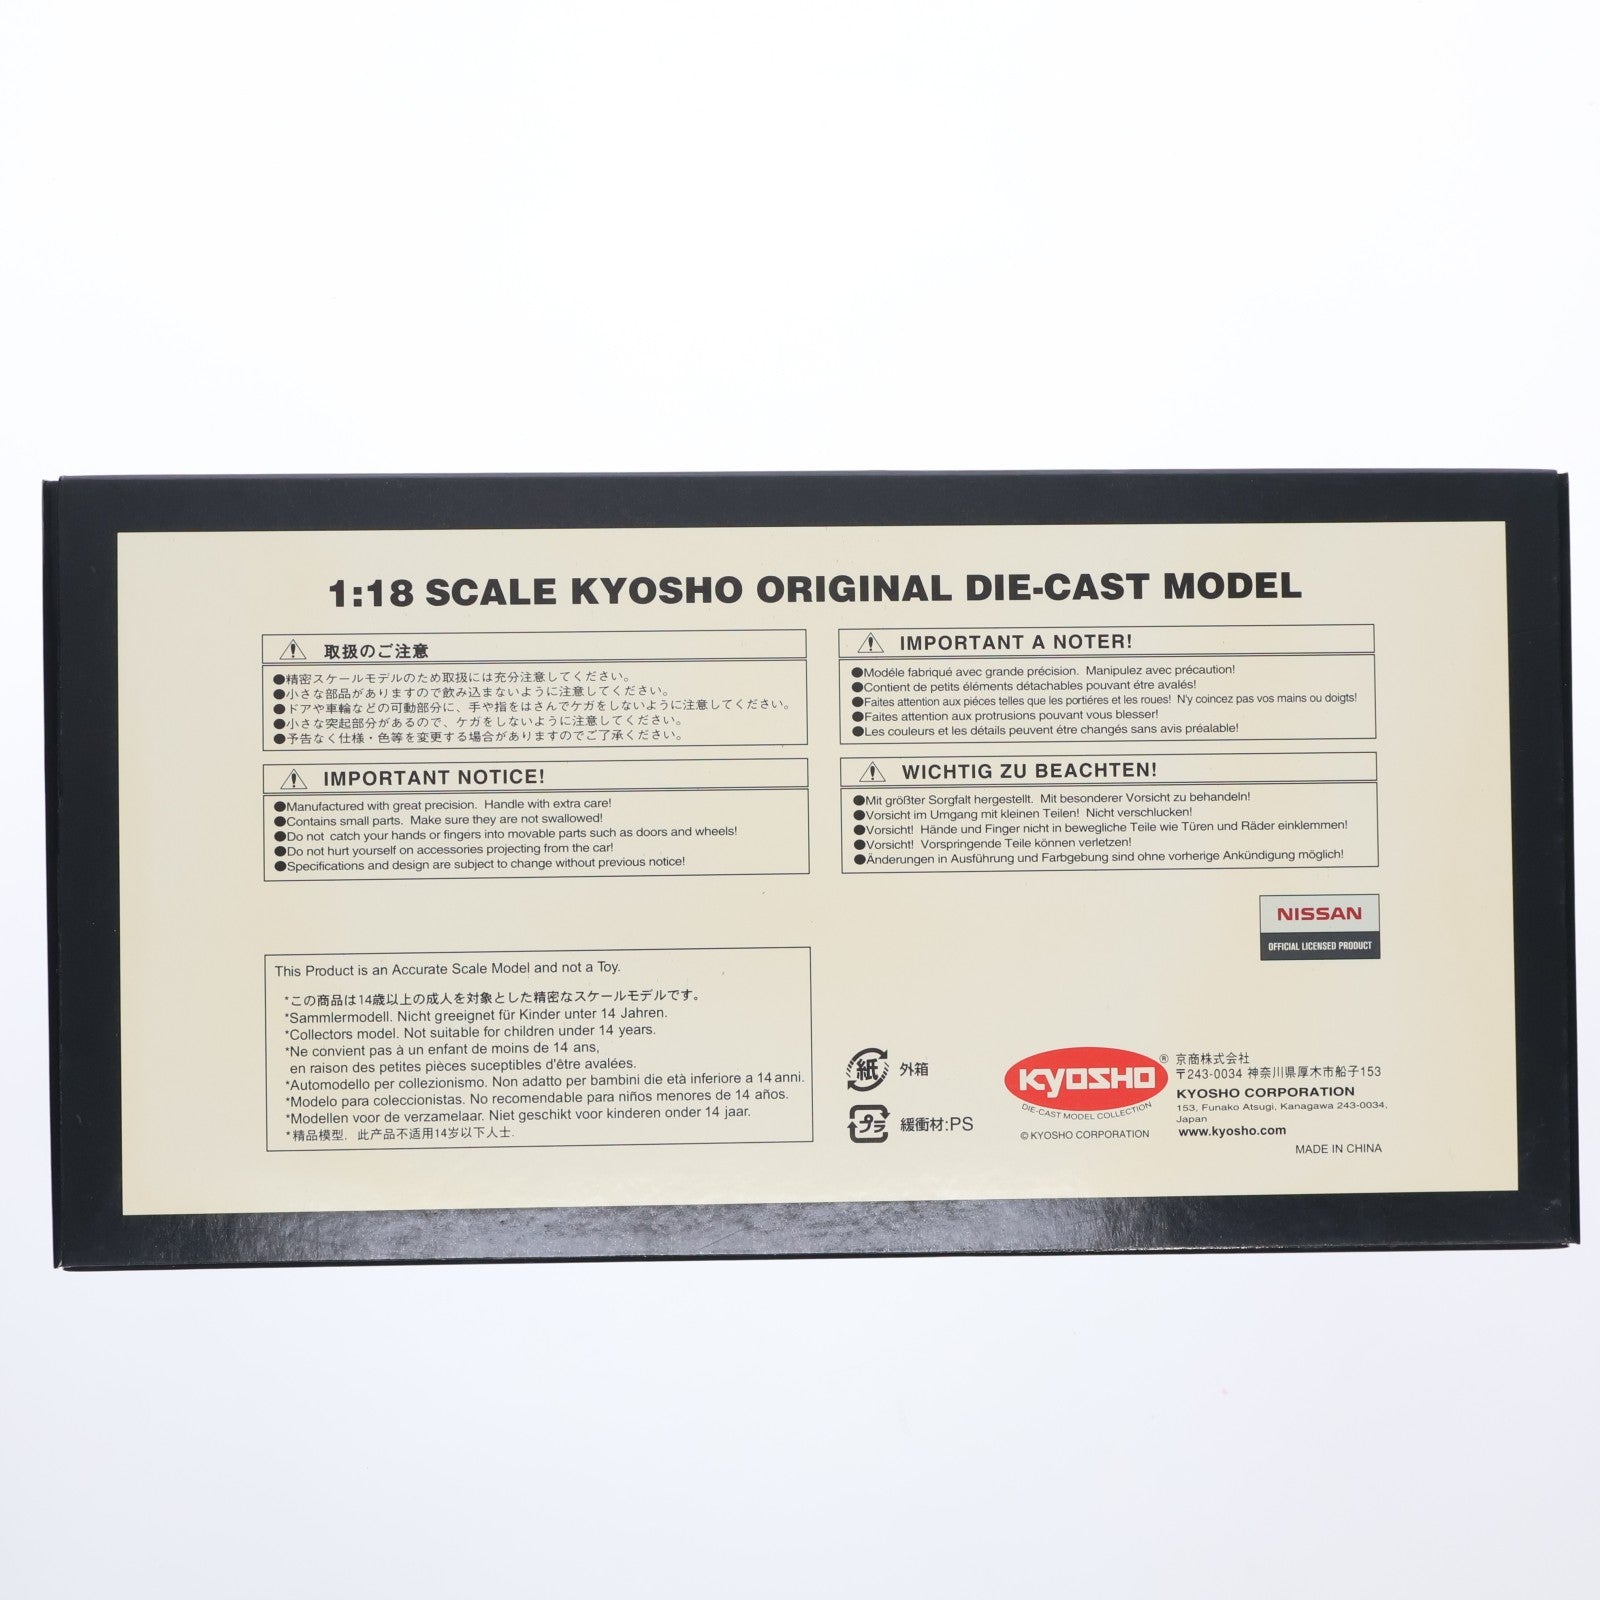 1:18 SCALE KYOSHO ORIGINAL DIE-CAST MODEL
取扱のご注意
●精密スケールモデルのため取扱には充分注意してください。
●小さな部品がありますので飲み込まないように注意してください。
●ドアや車輪などの可動部分に、手や指をはさんでケガをしないように注意してください。
●小さな突起部分があるので、ケガをしないように注意してください。
●予告なく仕様・色等を変更する場合がありますのでご了承ください。
IMPORTANT NOTICE!
●Manufactured with great precision. Handle with extra care!
●Contains small parts. Make sure they are not swallowed!
●Do not catch your hands or fingers into movable parts such as doors and wheels!
●Do not hurt yourself on accessories projecting from the car!
●Specifications and design are subject to change without previous notice!
IMPORTANT A NOTER!
●Modéle fabriqué avec grande précision. Manipulez avec précaution!
●Contient de petits éléments détachables pouvant étre avalés!
●Faites attention aux piéces telles que les portiéres et les roues! N'y coincez pas vos mains ou doigts!
●Faites attention aux protrusions pouvant vous blesser!
●Les couleurs et les détails peuvent étre changés sans avis préalable!
WICHTIG ZU BEACHTEN!
●Mit größter Sorgfalt hergestellt. Mit besonderer Vorsicht zu behandeln!
●Vorsicht im Umgang mit kleinen Teilen! Nicht verschlucken!
●Vorsicht! Hände und Finger nicht in bewegliche Teile wie Türen und Räder einklemmen!
●Vorsicht! Vorspringende Teile können verletzen!
●Änderungen in Ausführung und Farbgebung sind ohne vorherige Ankündigung möglich!
NISSAN
OFFICIAL LICENSED PRODUCT
This Product is an Accurate Scale Model and not a Toy.
*この商品は14歳以上の成人を対象とした精密なスケールモデルです。
*Sammlermodell. Nicht greeignet für Kinder unter 14 Jahren.
*Collectors model. Not suitable for children under 14 years.
*Ne convient pas à un enfant de moins de 14 ans,
en raison des petites pièces suceptibles d'être avalées.
*Automodello per collezionismo. Non adatto per bambini die età inferiore a 14 anni.
*Modelo para coleccionistas. No recomendable para niños menores de 14 años.
*Modellen voor de verzamelaar. Niet geschikt voor kinderen onder 14 jaar.
*精品模型，此产品不适用14岁以下人士.
紙 外箱
プラ 緩衝材:PS
KYOSHO ®
DIE-CAST MODEL COLLECTION
© KYOSHO CORPORATION
京商株式会社
〒243-0034 神奈川県厚木市船子153
KYOSHO CORPORATION
153, Funako Atsugi, Kanagawa 243-0034,
Japan
www.kyosho.com
MADE IN CHINA